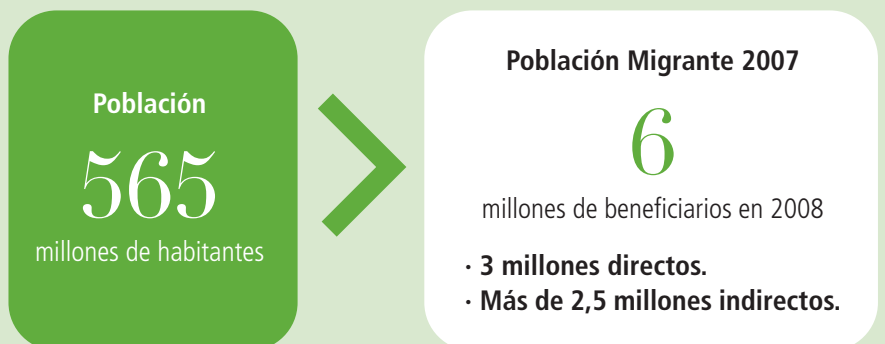 Población
565
millones de habitantes
Población Migrante 2007
6
millones de beneficiarios en 2008
· 3 millones directos.
· Más de 2,5 millones indirectos.